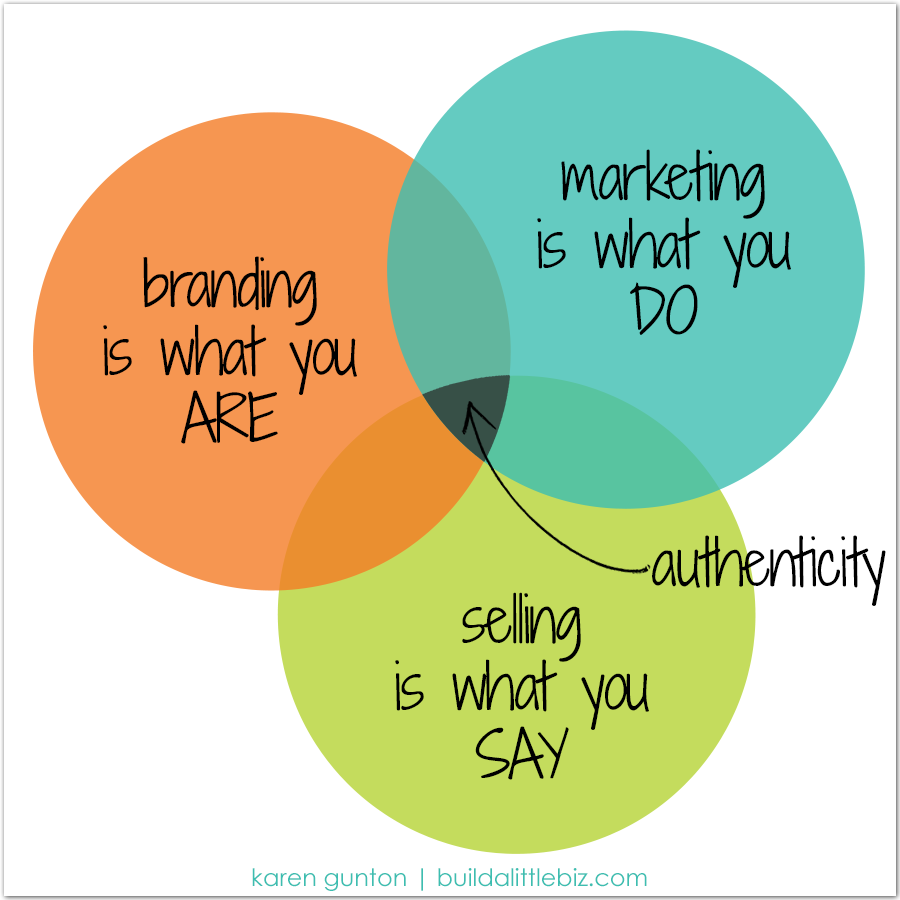 marketing
is what you
DO
branding
is what you
ARE
authenticity
selling
is what you
SAY
karen gunton | buildalittlebiz.com